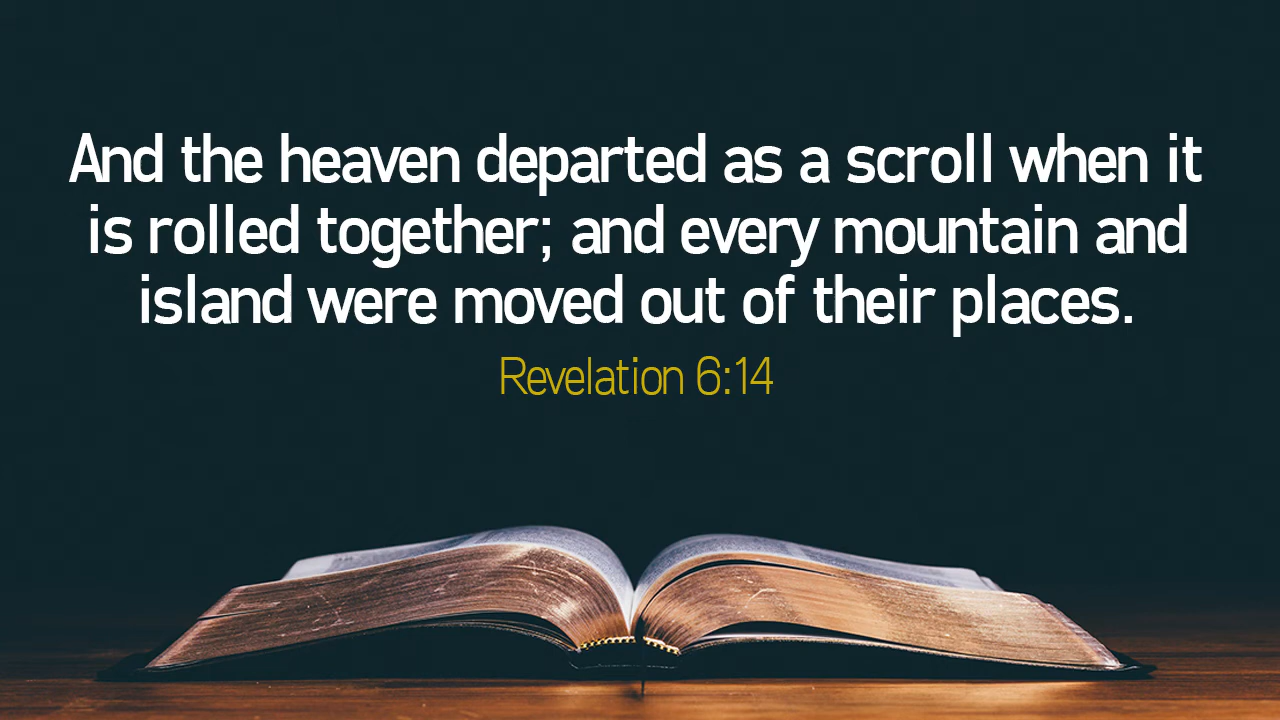 And the heaven departed as a scroll when it
is rolled together; and every mountain and
island were moved out of their places.
Revelation 6:14